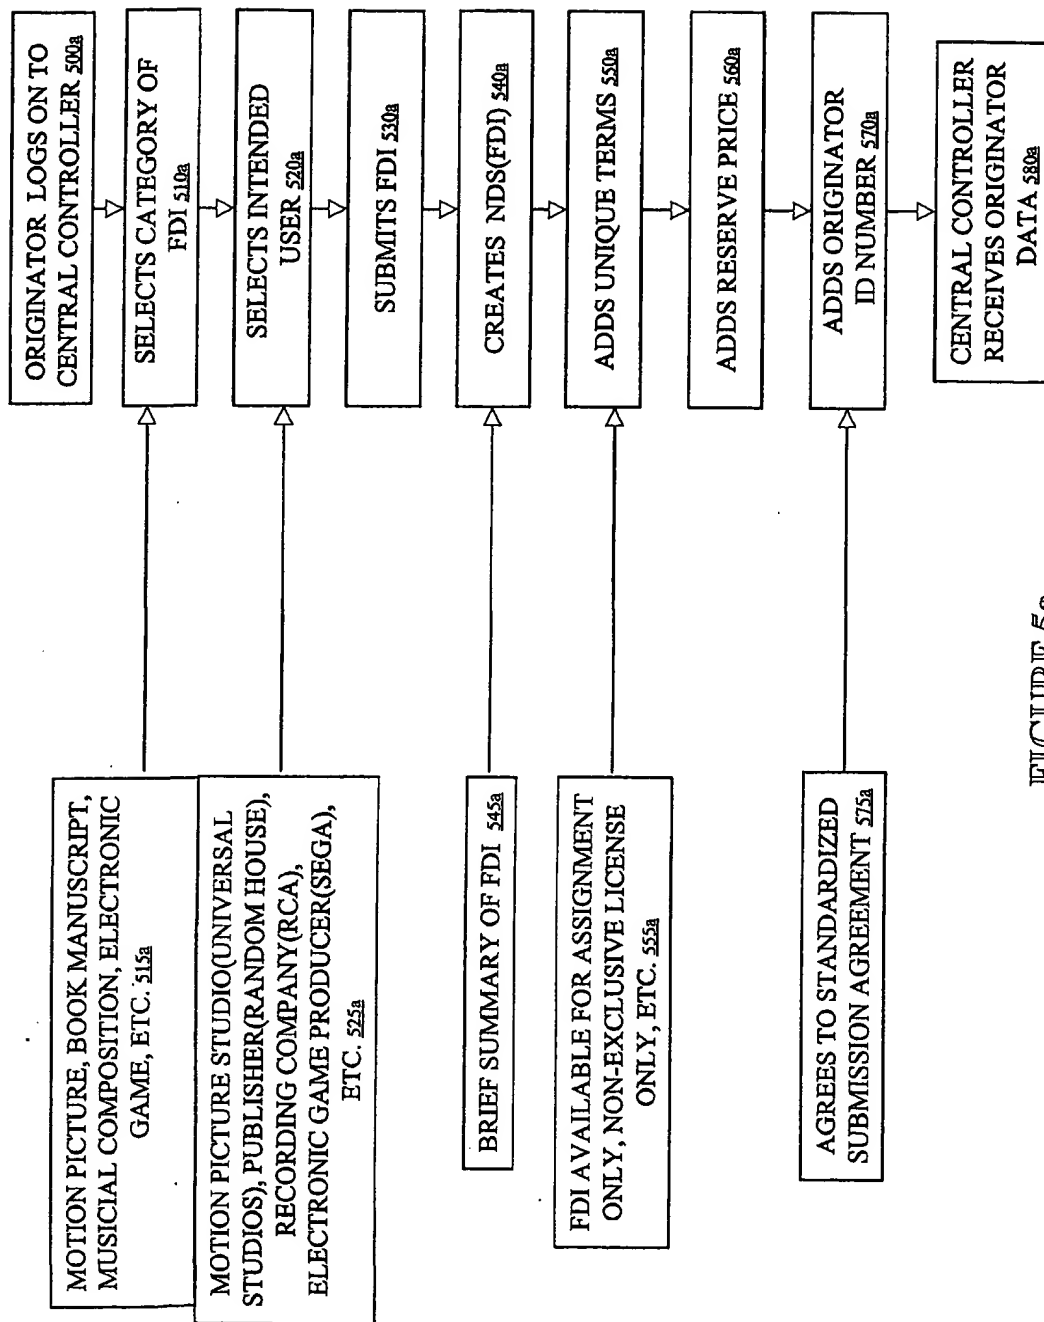 ORIGINATOR LOGS ON TO
CENTRAL CONTROLLER 500a
SELECTS CATEGORY OF
FDI 510a
MOTION PICTURE, BOOK MANUSCRIPT,
MUSICIAL COMPOSITION, ELECTRONIC
GAME, ETC. 515a
SELECTS INTENDED
USER 520a
MOTION PICTURE STUDIO(UNIVERSAL
STUDIOS), PUBLISHER(RANDOM HOUSE),
RECORDING COMPANY(RCA),
ELECTRONIC GAME PRODUCER(SEGA),
ETC. 525a
SUBMITS FDI 530a
CREATES NDS(FDI) 540a
BRIEF SUMMARY OF FDI 545a
ADDS UNIQUE TERMS 550a
FDI AVAILABLE FOR ASSIGNMENT
ONLY, NON-EXCLUSIVE LICENSE
ONLY, ETC. 555a
ADDS RESERVE PRICE 560a
ADDS ORIGINATOR
ID NUMBER 570a
AGREES TO STANDARDIZED
SUBMISSION AGREEMENT 575a
CENTRAL CONTROLLER
RECEIVES ORIGINATOR
DATA 580a
FIGURE 5a